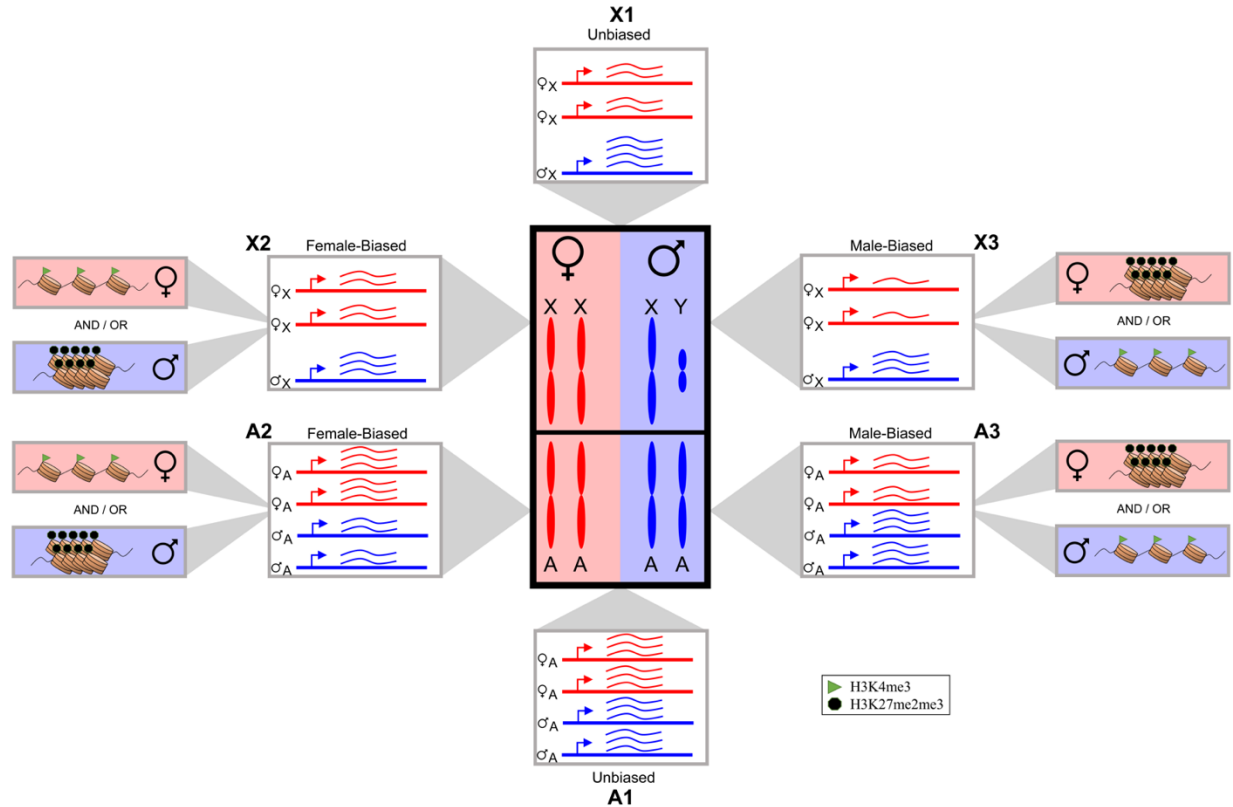 X1
Unbiased
♀X
♀X
♂X
X2
Female-Biased
♀X
♀X
♂X
♀
AND / OR
♂
♀ ♂
X X X Y
A A A A
Male-Biased
X3
♀X
♀X
♂X
♀
AND / OR
♂
A2
Female-Biased
♀A
♀A
♂A
♂A
♀
AND / OR
♂
Male-Biased
A3
♀A
♀A
♂A
♂A
♀
AND / OR
♂
♀A
♀A
♂A
♂A
Unbiased
A1
H3K4me3
H3K27me2me3